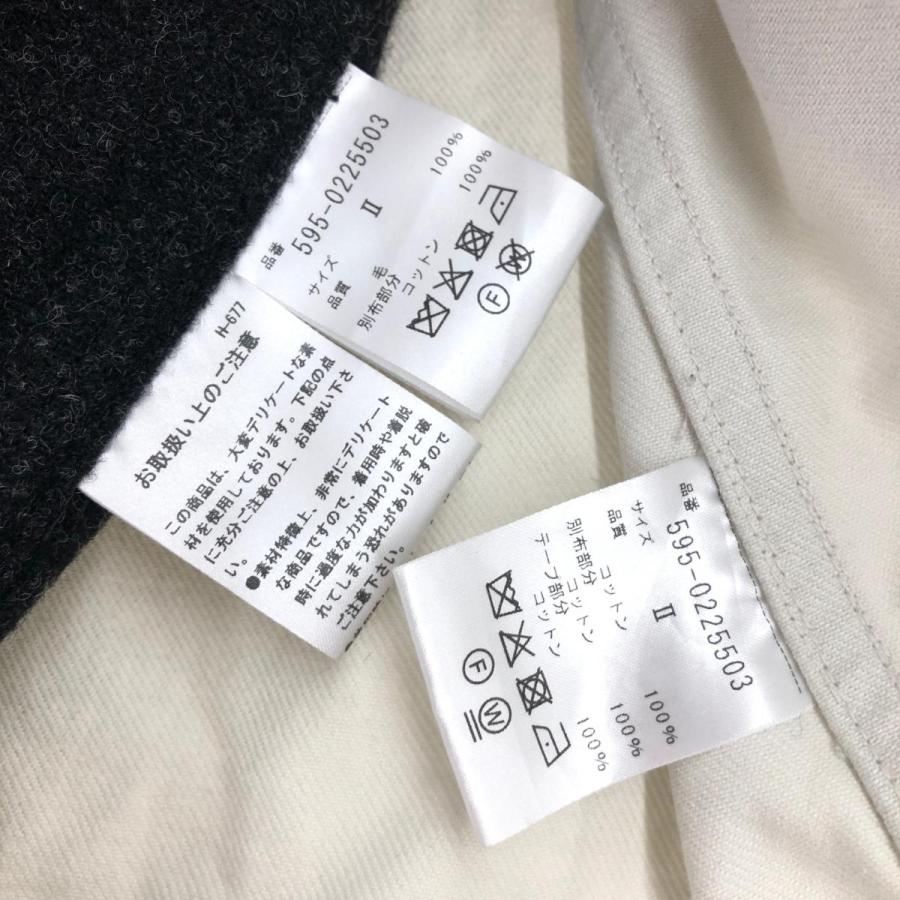 品番
595-0225503
サイズ II
品質 毛 100%
別布部分 コットン 100%
F W
H-677
お取扱い上のご注意
この商品は、大変デリケートな素
材を使用しております。下記の点
に充分ご注意の上、お取扱い下さ
い。
●素材特徴上、非常にデリケート
な商品ですので、着用時や着脱
時に過度な力が加わりますと破
れてしまう恐れがありますので
ご注意下さい。
品番
595-0225503
サイズ II
品質 コットン 100%
別布部分 コットン 100%
テープ部分 コットン 100%
F W